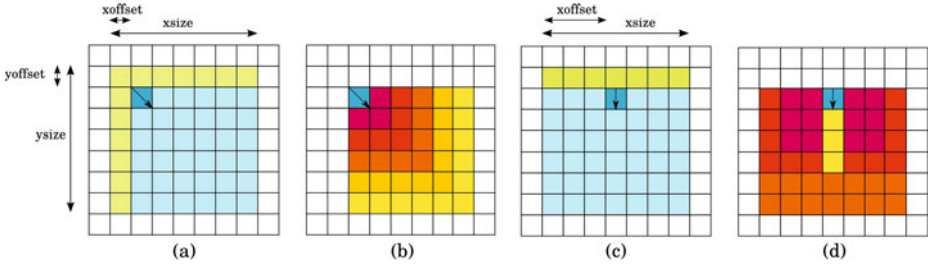 xoffset
xsize
yoffset
ysize
(a)
(b)
xoffset
xsize
(c)
(d)